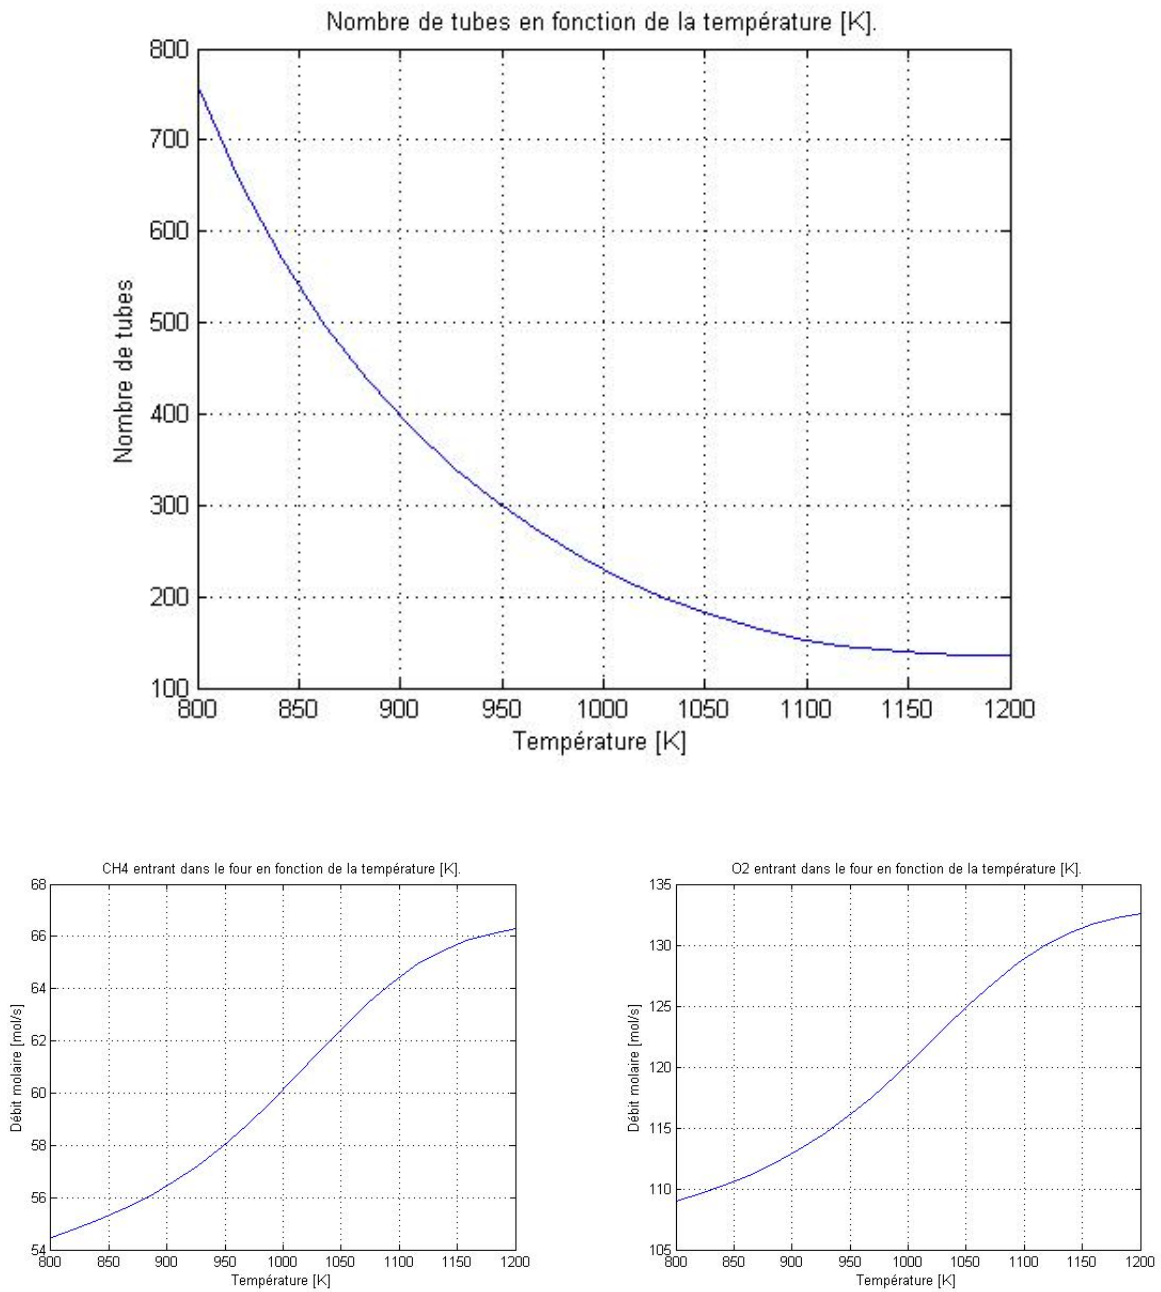 Nombre de tubes en fonction de la température [K].
800
700
600
500
400
300
200
100
Nombre de tubes
800 850 900 950 1000 1050 1100 1150 1200
Température [K]
CH4 entrant dans le four en fonction de la température [K].
68
66
64
62
60
58
56
54
Débit molaire [mol/s]
800 850 900 950 1000 1050 1100 1150 1200
Température [K]
O2 entrant dans le four en fonction de la température [K].
135
130
125
120
115
110
105
Débit molaire [mol/s]
800 850 900 950 1000 1050 1100 1150 1200
Température [K]